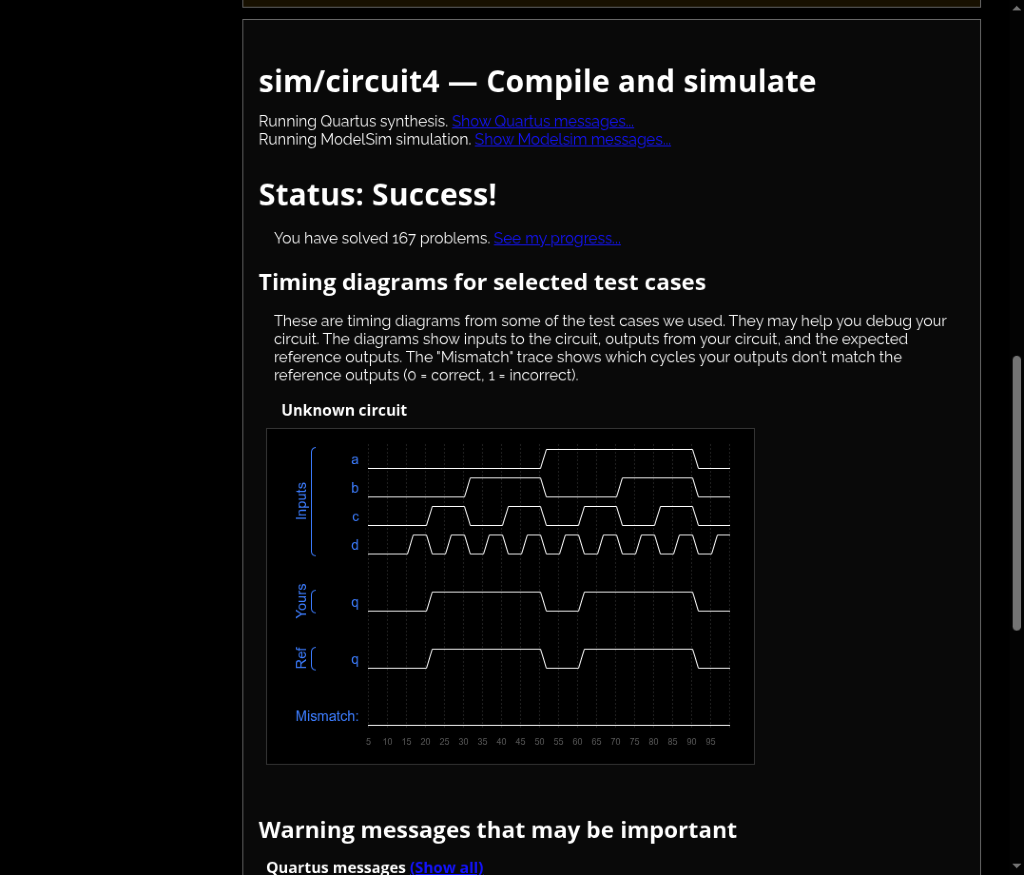 sim/circuit4 — Compile and simulate
Running Quartus synthesis. Show Quartus messages...
Running ModelSim simulation. Show Modelsim messages...
Status: Success!
You have solved 167 problems. See my progress...
Timing diagrams for selected test cases
These are timing diagrams from some of the test cases we used. They may help you debug your
circuit. The diagrams show inputs to the circuit, outputs from your circuit, and the expected
reference outputs. The "Mismatch" trace shows which cycles your outputs don't match the
reference outputs (0 = correct, 1 = incorrect).
Unknown circuit
Inputs
a
b
c
d
Yours
q
Ref
q
Mismatch:
5 10 15 20 25 30 35 40 45 50 55 60 65 70 75 80 85 90 95
Warning messages that may be important
Quartus messages (Show all)